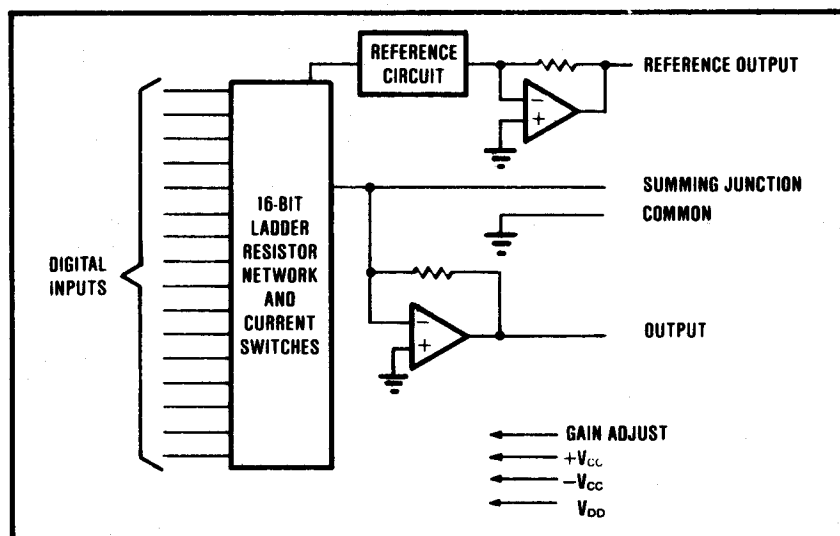 REFERENCE
CIRCUIT
REFERENCE OUTPUT
−
+
16-BIT
LADDER
RESISTOR
NETWORK
AND
CURRENT
SWITCHES
DIGITAL
INPUTS
SUMMING JUNCTION
COMMON
−
+
OUTPUT
GAIN ADJUST
+VCC
−VCC
VDD